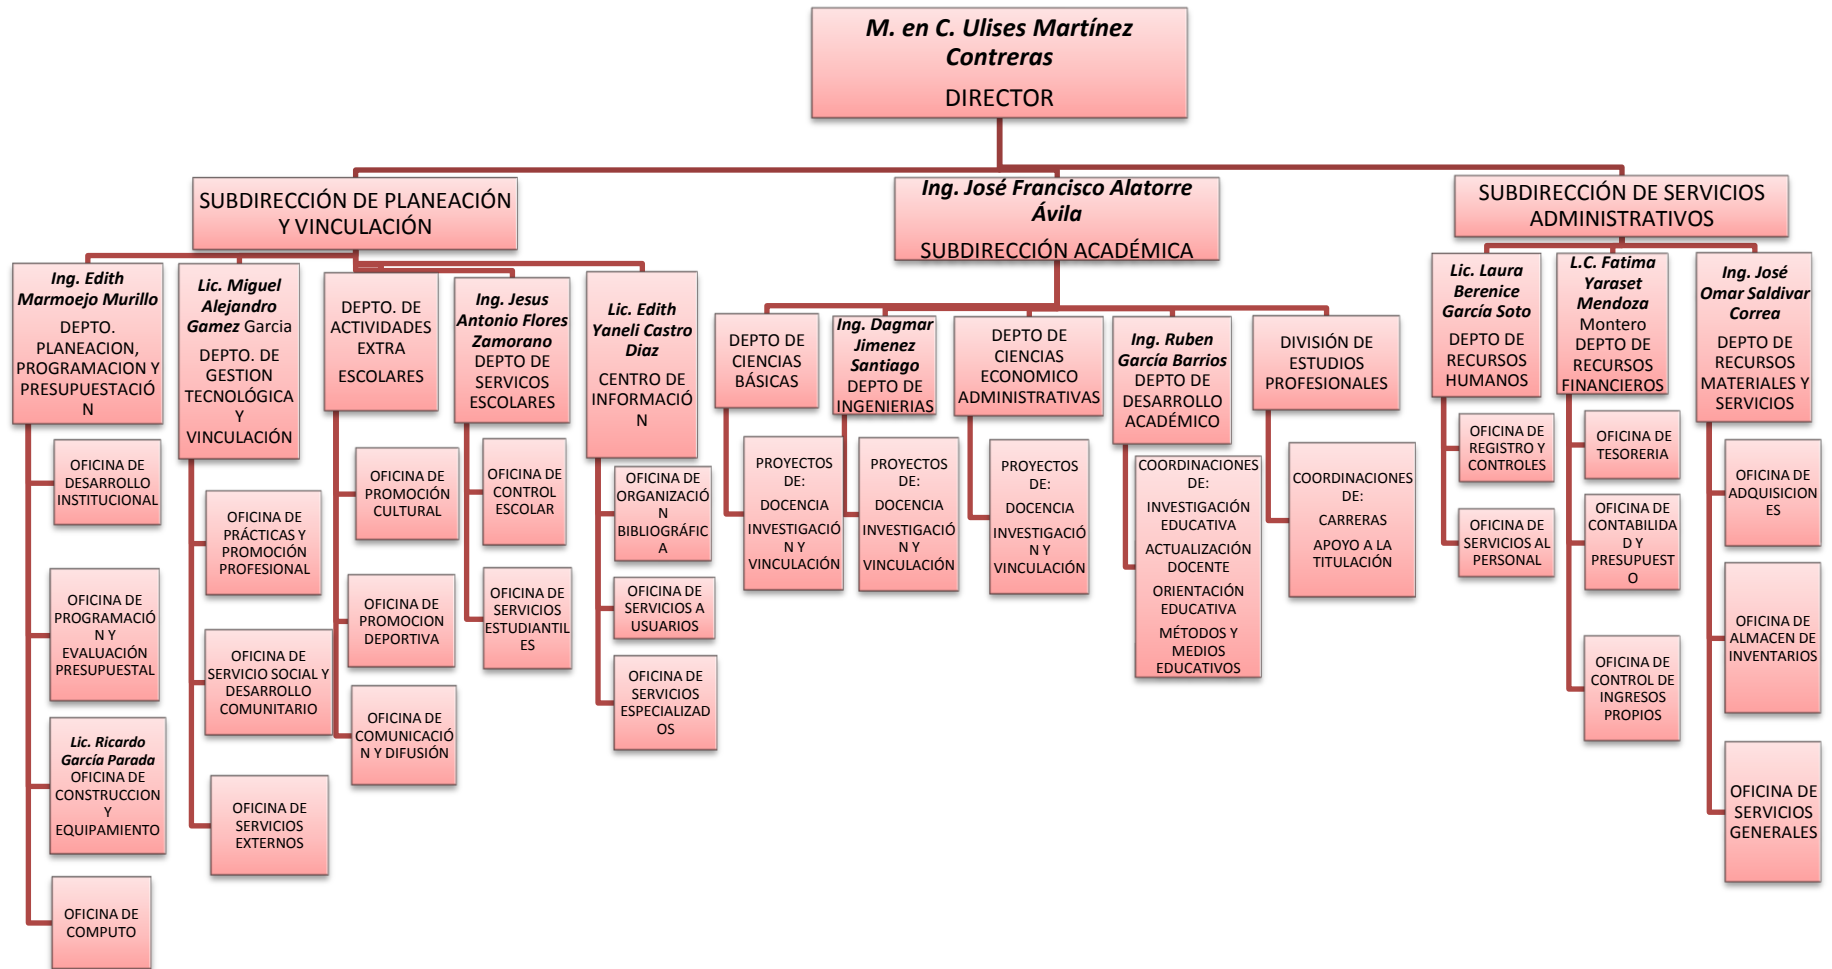 M. en C. Ulises Martínez
Contreras
DIRECTOR
SUBDIRECCIÓN DE PLANEACIÓN
Y VINCULACIÓN
Ing. José Francisco Alatorre
Ávila
SUBDIRECCIÓN ACADÉMICA
SUBDIRECCIÓN DE SERVICIOS
ADMINISTRATIVOS
Ing. Edith
Marmoejo Murillo
DEPTO.
PLANEACION,
PROGRAMACION Y
PRESUPUESTACIÓ
N
OFICINA DE
DESARROLLO
INSTITUCIONAL
OFICINA DE
PROGRAMACIÓ
N Y
EVALUACIÓN
PRESUPUESTAL
Lic. Ricardo
García Parada
OFICINA DE
CONSTRUCCION
Y
EQUIPAMIENTO
OFICINA DE
COMPUTO
Lic. Miguel
Alejandro
Gamez Garcia
DEPTO. DE
GESTION
TECNOLÓGICA
Y
VINCULACIÓN
OFICINA DE
PRÁCTICAS Y
PROMOCIÓN
PROFESIONAL
OFICINA DE
SERVICIO SOCIAL Y
DESARROLLO
COMUNITARIO
OFICINA DE
SERVICIOS
EXTERNOS
DEPTO. DE
ACTIVIDADES
EXTRA
ESCOLARES
OFICINA DE
PROMOCIÓN
CULTURAL
OFICINA DE
PROMOCION
DEPORTIVA
OFICINA DE
COMUNICACIÓ
N Y DIFUSIÓN
Ing. Jesus
Antonio Flores
Zamorano
DEPTO DE
SERVICOS
ESCOLARES
OFICINA DE
CONTROL
ESCOLAR
OFICINA DE
SERVICIOS
ESTUDIANTIL
ES
Lic. Edith
Yaneli Castro
Diaz
CENTRO DE
INFORMACIÓ
N
OFICINA DE
ORGANIZACIÓ
N
BIBLIOGRÁFIC
A
OFICINA DE
SERVICIOS A
USUARIOS
OFICINA DE
SERVICIOS
ESPECIALIZAD
OS
DEPTO DE
CIENCIAS
BÁSICAS
PROYECTOS
DE:
DOCENCIA
INVESTIGACIÓ
N Y
VINCULACIÓN
Ing. Dagmar
Jimenez
Santiago
DEPTO DE
INGENIERIAS
PROYECTOS
DE:
DOCENCIA
INVESTIGACIÓ
N Y
VINCULACIÓN
DEPTO DE
CIENCIAS
ECONOMICO
ADMINISTRATIVAS
PROYECTOS
DE:
DOCENCIA
INVESTIGACIÓ
N Y
VINCULACIÓN
Ing. Ruben
García Barrios
DEPTO DE
DESARROLLO
ACADÉMICO
COORDINACIONES
DE:
INVESTIGACIÓN
EDUCATIVA
ACTUALIZACIÓN
DOCENTE
ORIENTACIÓN
EDUCATIVA
MÉTODOS Y
MEDIOS
EDUCATIVOS
DIVISIÓN DE
ESTUDIOS
PROFESIONALES
COORDINACIONES
DE:
CARRERAS
APOYO A LA
TITULACIÓN
Lic. Laura
Berenice
García Soto
DEPTO DE
RECURSOS
HUMANOS
OFICINA DE
REGISTRO Y
CONTROLES
OFICINA DE
SERVICIOS AL
PERSONAL
L.C. Fatima
Yaraset
Mendoza
Montero
DEPTO DE
RECURSOS
FINANCIEROS
OFICINA DE
TESORERIA
OFICINA DE
CONTABILIDA
D Y
PRESUPUEST
O
OFICINA DE
CONTROL DE
INGRESOS
PROPIOS
Ing. José
Omar Saldivar
Correa
DEPTO DE
RECURSOS
MATERIALES Y
SERVICIOS
OFICINA DE
ADQUISICION
ES
OFICINA DE
ALMACEN DE
INVENTARIOS
OFICINA DE
SERVICIOS
GENERALES